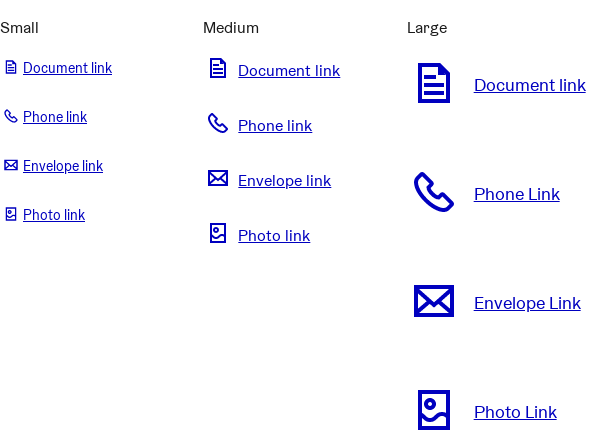 Small
Document link
Phone link
Envelope link
Photo link
Medium
Document link
Phone link
Envelope link
Photo link
Large
Document link
Phone Link
Envelope Link
Photo Link